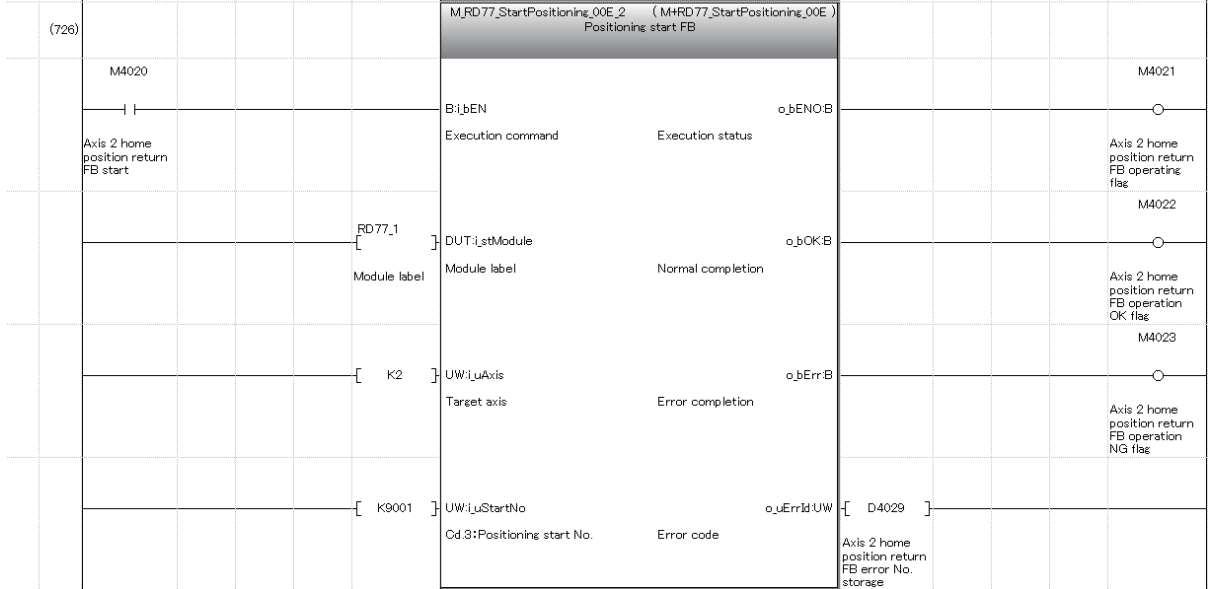 M_RD77_StartPositioning_00E_2 (M+RD77_StartPositioning_00E)
Positioning start FB
(726)
M4020
M4021
B:i_bEN
o_bENO:B
Execution command
Execution status
Axis 2 home
position return
FB start
Axis 2 home
position return
FB operating
flag
M4022
RD77_1
DUT:i_stModule
o_bOK:B
Module label
Module label
Normal completion
Axis 2 home
position return
FB operation
OK flag
M4023
K2
UW:i_uAxis
o_bErr:B
Target axis
Error completion
Axis 2 home
position return
FB operation
NG flag
K9001
UW:i_uStartNo
o_uErrId:UW
D4029
Cd.3:Positioning start No.
Error code
Axis 2 home
position return
FB error No.
storage